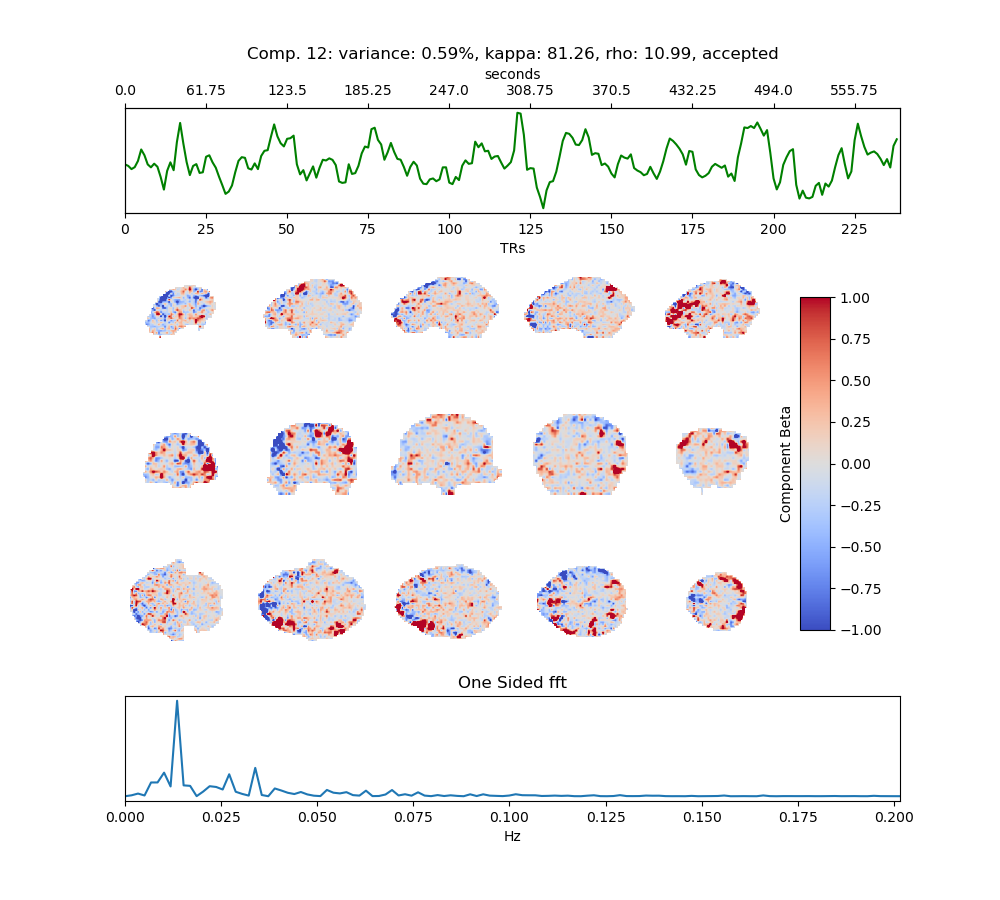 Comp. 12: variance: 0.59%, kappa: 81.26, rho: 10.99, accepted
seconds
0.0 61.75 123.5 185.25 247.0 308.75 370.5 432.25 494.0 555.75
0 25 50 75 100 125 150 175 200 225
TRs
1.00
0.75
0.50
0.25
0.00
−0.25
−0.50
−0.75
−1.00
Component Beta
One Sided fft
0.000 0.025 0.050 0.075 0.100 0.125 0.150 0.175 0.200
Hz